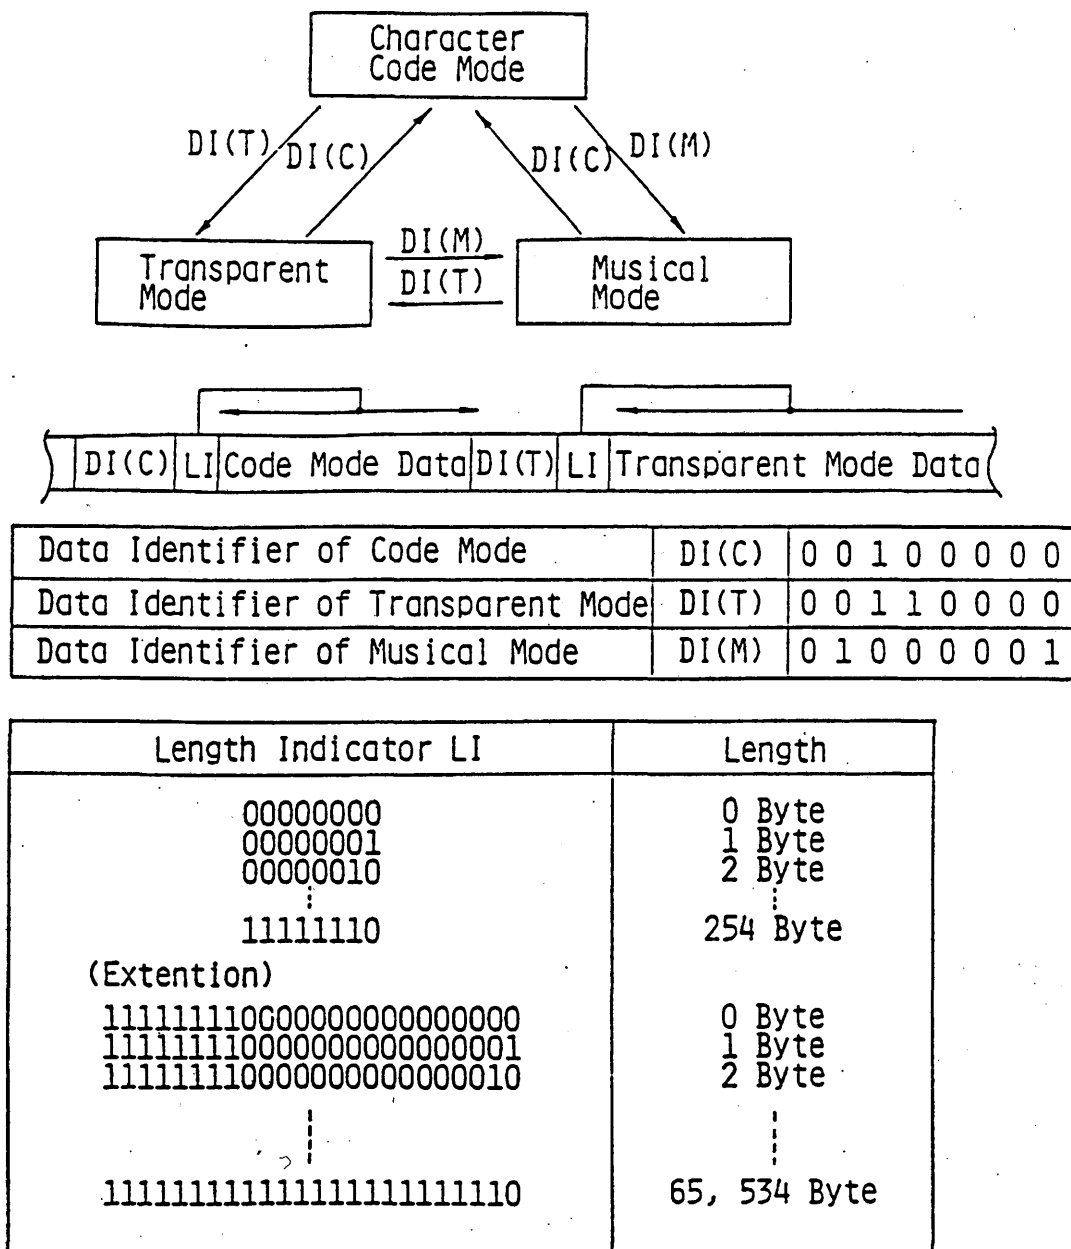 Character
Code Mode
DI(T) DI(C) DI(C) DI(M)
Transparent
Mode
DI(M)
DI(T)
Musical
Mode
DI(C) LI Code Mode Data DI(T) LI Transparent Mode Data
Data Identifier of Code Mode DI(C) 0 0 1 0 0 0 0 0
Data Identifier of Transparent Mode DI(T) 0 0 1 1 0 0 0 0
Data Identifier of Musical Mode DI(M) 0 1 0 0 0 0 0 1
Length Indicator LI Length
00000000 0 Byte
00000001 1 Byte
00000010 2 Byte
11111110 254 Byte
(Extention)
111111110000000000000000 0 Byte
111111110000000000000001 1 Byte
111111110000000000000010 2 Byte
111111111111111111111110 65, 534 Byte